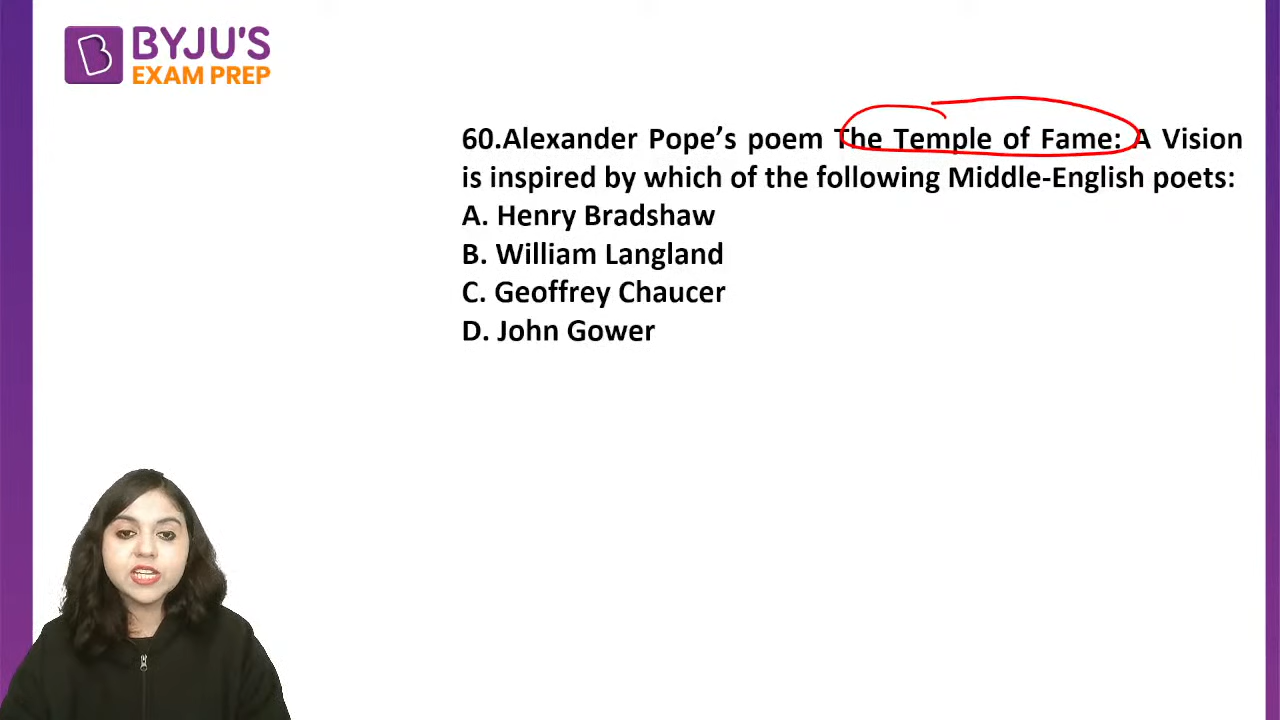 BYJU'S
EXAM PREP
60.Alexander Pope’s poem The Temple of Fame: A Vision
is inspired by which of the following Middle-English poets:
A. Henry Bradshaw
B. William Langland
C. Geoffrey Chaucer
D. John Gower